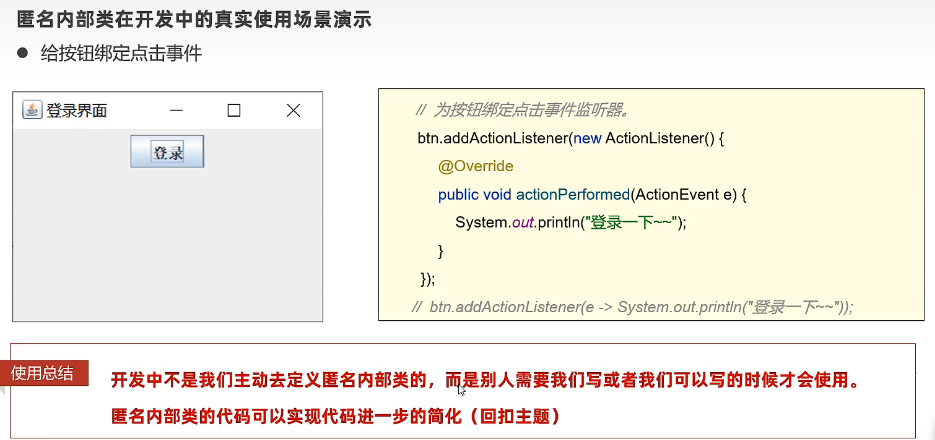 匿名内部类在开发中的真实使用场景演示
● 给按钮绑定点击事件
登录界面
登录
// 为按钮绑定点击事件监听器。
btn.addActionListener(new ActionListener() {
@Override
public void actionPerformed(ActionEvent e) {
System.out.println("登录一下~~");
}
});
// btn.addActionListener(e -> System.out.println("登录一下~~"));
使用总结
开发中不是我们主动去定义匿名内部类的，而是别人需要我们写或者我们可以写的时候才会使用。
匿名内部类的代码可以实现代码进一步的简化（回扣主题）